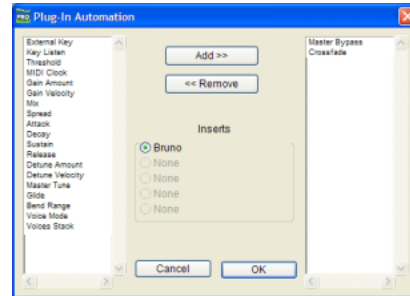 Plug-In Automation
External Key
Key Listen
Threshold
MIDI Clock
Gain Amount
Gain Velocity
Mix
Spread
Attack
Decay
Sustain
Release
Detune Amount
Detune Velocity
Master Tune
Glide
Bend Range
Voice Mode
Voices Stack
Add >>
<< Remove
Inserts
Bruno
None
None
None
None
Cancel
OK
Master Bypass
Crossfade